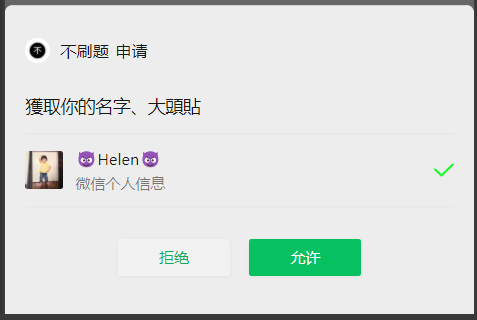 不 不刷题 申请
獲取你的名字、大頭貼
😈Helen😈
微信个人信息
拒绝 允许